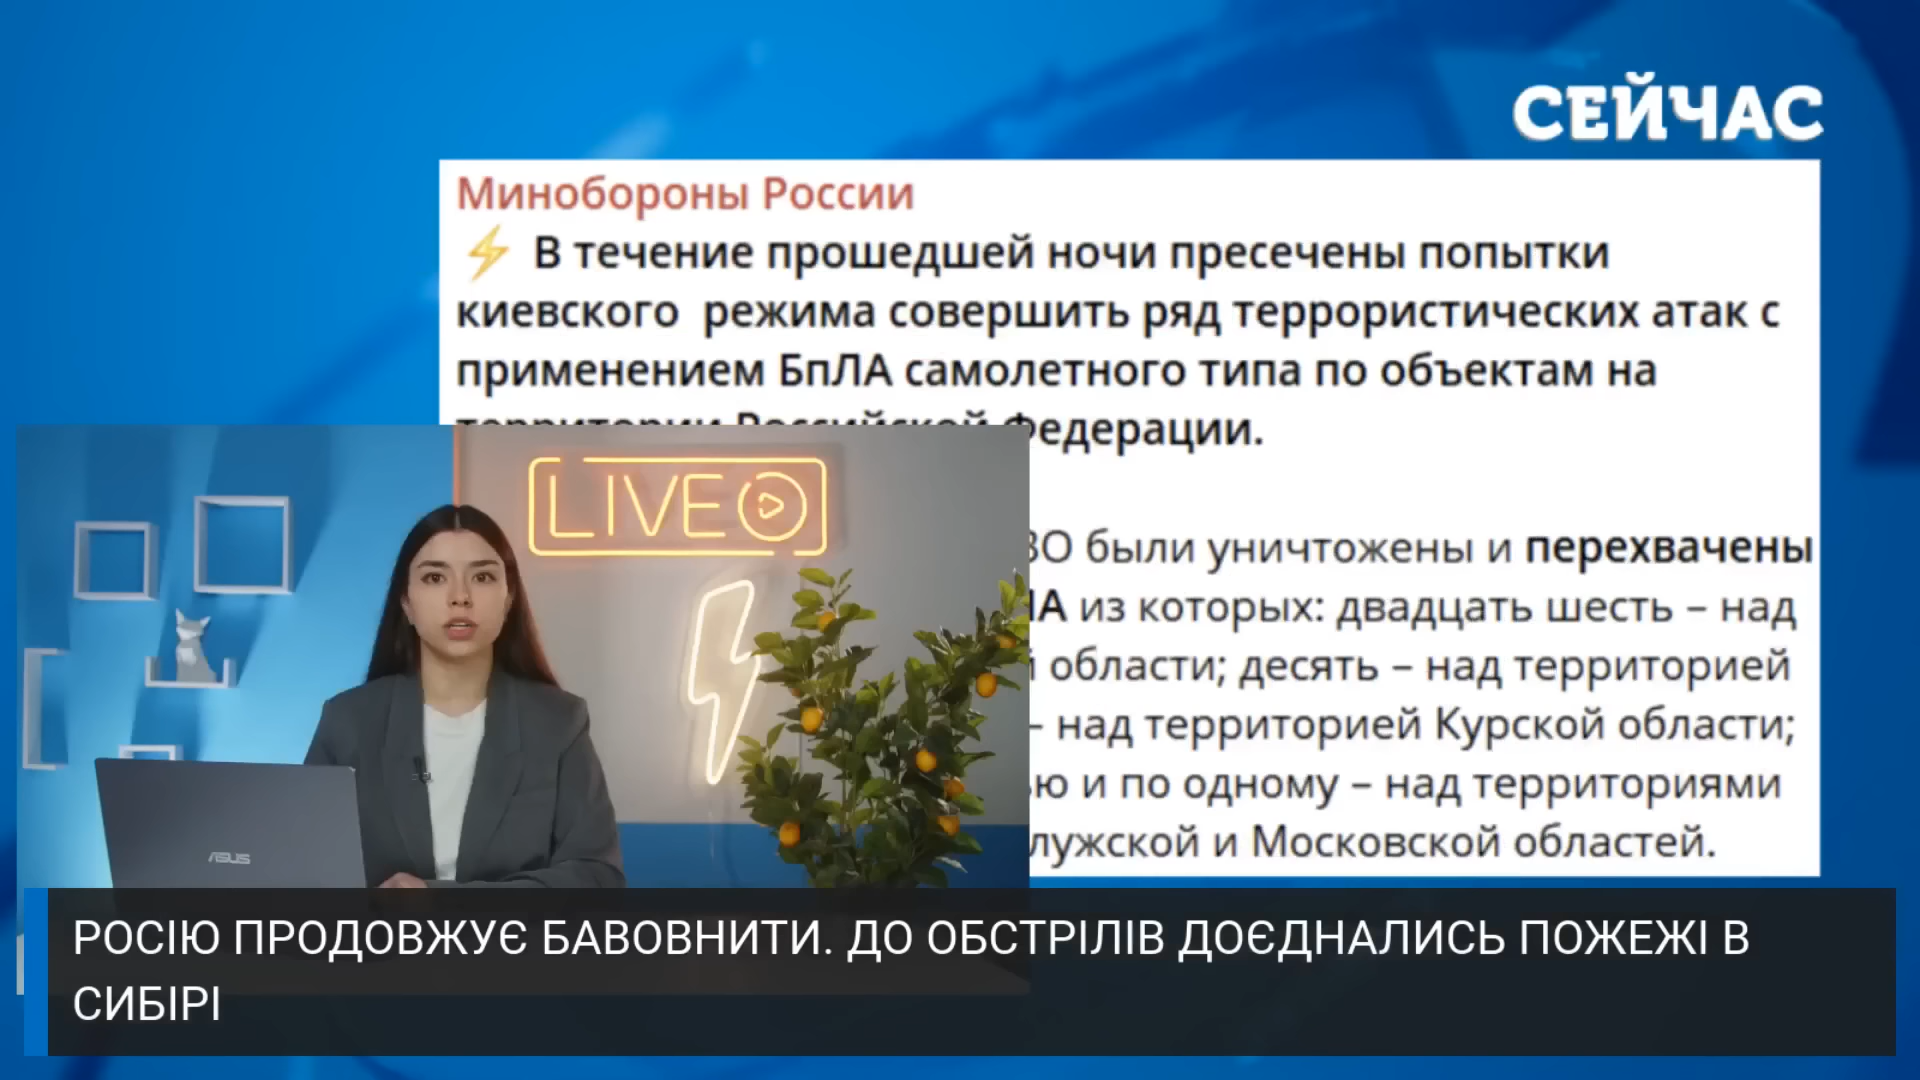 СЕЙЧАС
Минобороны России
⚡ В течение прошедшей ночи пресечены попытки
киевского режима совершить ряд террористических атак с
применением БпЛА самолетного типа по объектам на
территории Российской Федерации.
были уничтожены и перехвачены
из которых: двадцать шесть – над
области; десять – над территорией
– над территорией Курской области;
и по одному – над территориями
и Московской областей.
LIVE
ASUS
РОСІЮ ПРОДОВЖУЄ БАВОВНИТИ. ДО ОБСТРІЛІВ ДОЄДНАЛИСЬ ПОЖЕЖІ В
СИБІРІ